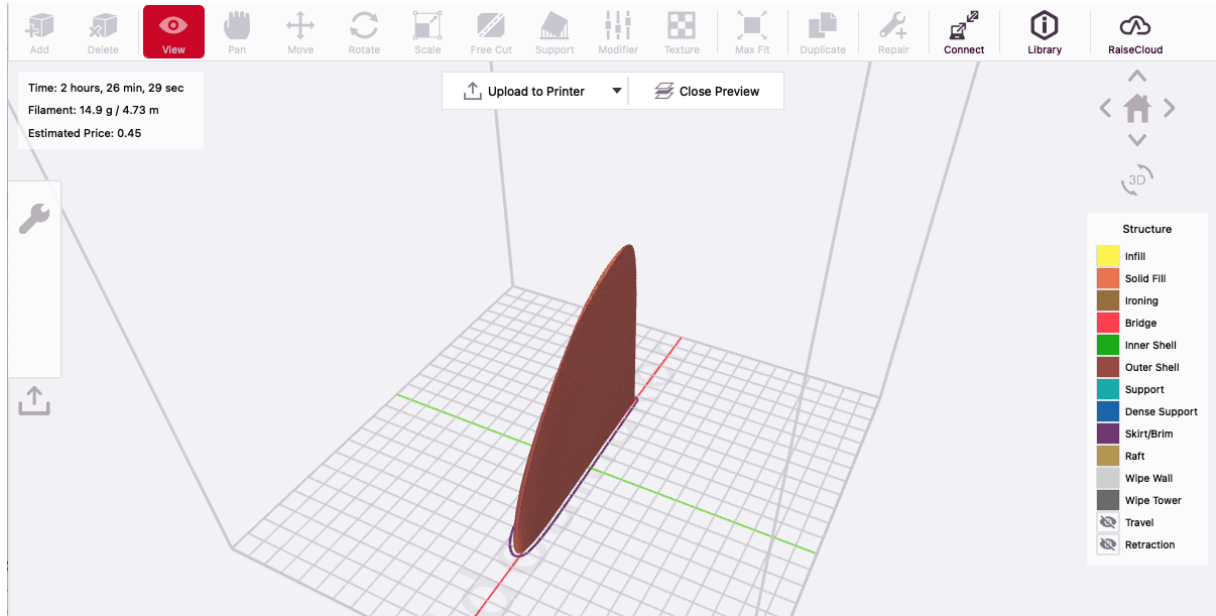 Add Delete View Pan Move Rotate Scale Free Cut Support Modifier Texture Max Fit Duplicate Repair Connect Library RaiseCloud
Time: 2 hours, 26 min, 29 sec
Filament: 14.9 g / 4.73 m
Estimated Price: 0.45
Upload to Printer Close Preview
3D
Structure
Infill
Solid Fill
Ironing
Bridge
Inner Shell
Outer Shell
Support
Dense Support
Skirt/Brim
Raft
Wipe Wall
Wipe Tower
Travel
Retraction